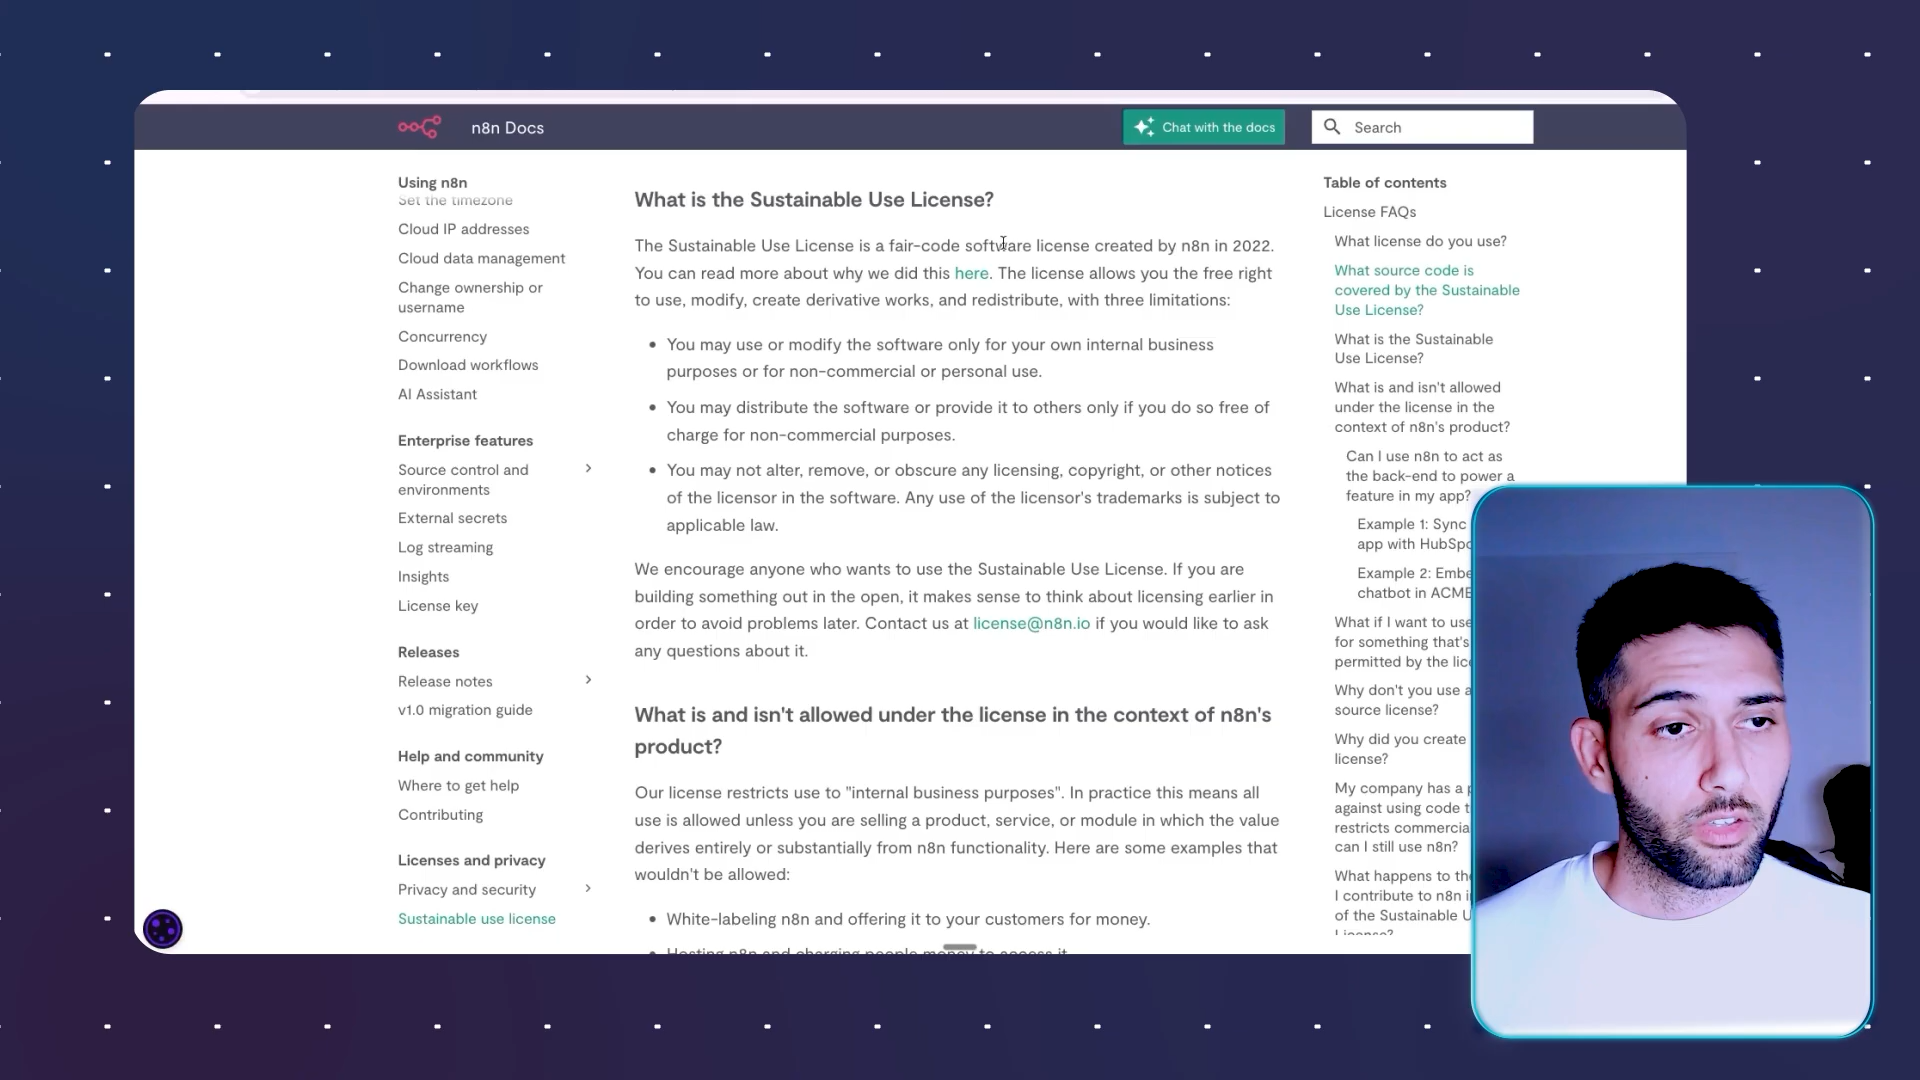 n8n Docs
Chat with the docs
Search
Using n8n
Set the timezone
Cloud IP addresses
Cloud data management
Change ownership or
username
Concurrency
Download workflows
AI Assistant
Enterprise features
Source control and
environments
External secrets
Log streaming
Insights
License key
Releases
Release notes
v1.0 migration guide
Help and community
Where to get help
Contributing
Licenses and privacy
Privacy and security
Sustainable use license
What is the Sustainable Use License?
The Sustainable Use License is a fair-code software license created by n8n in 2022.
You can read more about why we did this here. The license allows you the free right
to use, modify, create derivative works, and redistribute, with three limitations:
• You may use or modify the software only for your own internal business
purposes or for non-commercial or personal use.
• You may distribute the software or provide it to others only if you do so free of
charge for non-commercial purposes.
• You may not alter, remove, or obscure any licensing, copyright, or other notices
of the licensor in the software. Any use of the licensor's trademarks is subject to
applicable law.
We encourage anyone who wants to use the Sustainable Use License. If you are
building something out in the open, it makes sense to think about licensing earlier in
order to avoid problems later. Contact us at license@n8n.io if you would like to ask
any questions about it.
What is and isn't allowed under the license in the context of n8n's
product?
Our license restricts use to "internal business purposes". In practice this means all
use is allowed unless you are selling a product, service, or module in which the value
derives entirely or substantially from n8n functionality. Here are some examples that
wouldn't be allowed:
• White-labeling n8n and offering it to your customers for money.
• Hosting n8n and charging people money to access it.
Table of contents
License FAQs
What license do you use?
What source code is
covered by the Sustainable
Use License?
What is the Sustainable
Use License?
What is and isn't allowed
under the license in the
context of n8n's product?
Can I use n8n to act as
the back-end to power a
feature in my app?
Example 1: Sync
app with
Example 2:
chatbot in
What if I want to use
for something that's
permitted by the
Why don't you use a
source license?
Why did you create
license?
My company has a
against using code
restricts
can I still use n8n?
What happens to
I contribute to n8n
of the Sustainable
License?